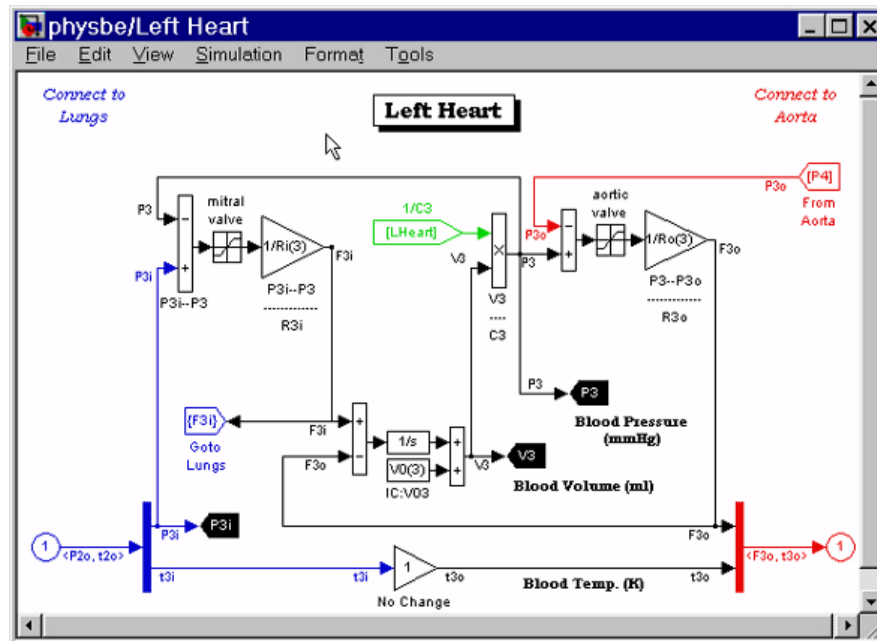 physbe/Left Heart
File Edit View Simulation Format Tools
Connect to
Lungs
Left Heart
Connect to
Aorta
P3
mitral
valve
1/Ri(3)
F3i
P3i
P3i--P3
P3i--P3
------------
R3i
1/C3
[LHeart]
V3
P3
V3
----
C3
P3o
aortic
valve
1/Ro(3)
F3o
P3--P3o
------------
R3o
P3o
[P4]
From
Aorta
P3
P3
Blood Pressure
(mmHg)
{F3i}
Goto
Lungs
F3i
F3o
1/s
V0(3)
IC:V03
V3
V3
Blood Volume (ml)
1
<P2o, t2o>
P3i
P3i
t3i
t3i
1
No Change
t3o
Blood Temp. (K)
F3o
t3o
<F3o, t3o>
1